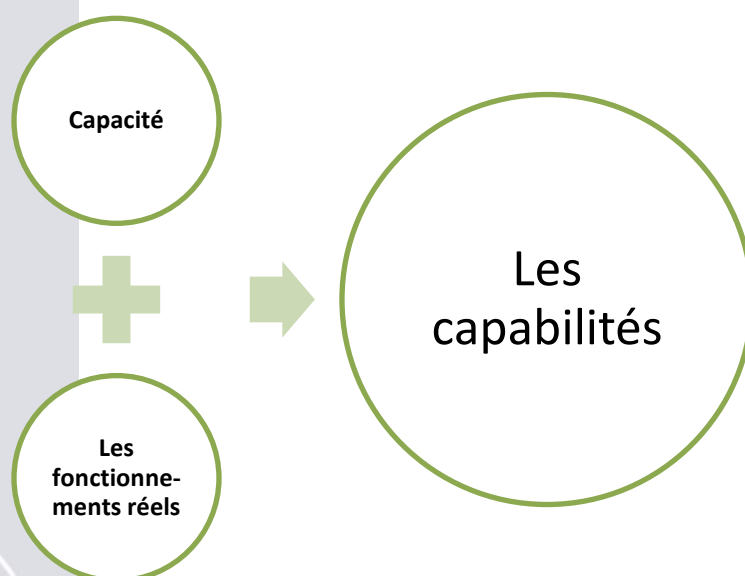 Capacité
Les
capabilités
Les
fonctionne-
ments réels